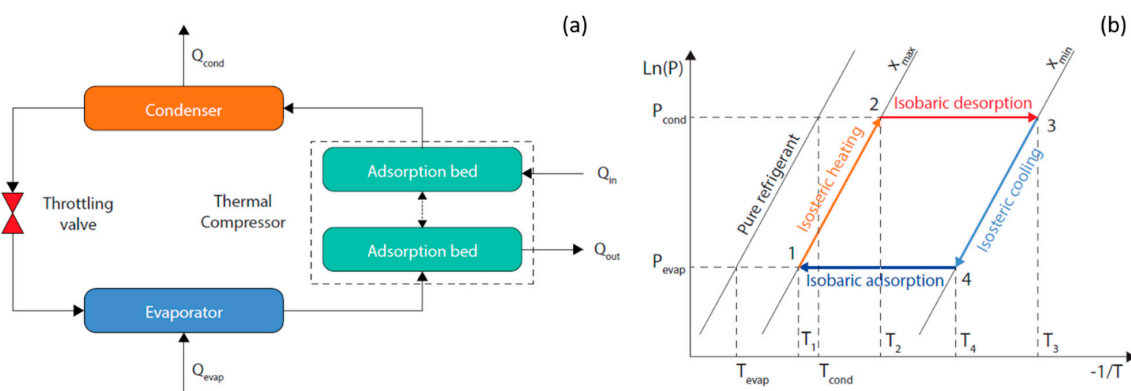 (a)
Q_cond
Condenser
Adsorption bed
Q_in
Throttling
valve
Thermal
Compressor
Adsorption bed
Q_out
Evaporator
Q_evap
(b)
Ln(P)
x_max
x_min
P_cond
2
Isobaric desorption
3
Pure refrigerant
Isosteric heating
Isosteric cooling
P_evap
1
Isobaric adsorption
4
T_1
T_2
T_4
T_3
T_evap
T_cond
-1/T